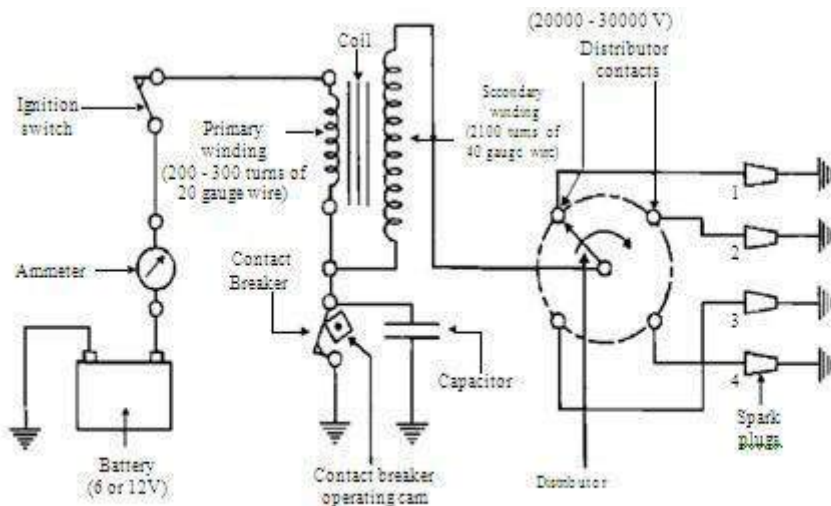 (20000 - 30000 V)
Coil
Distributor
contacts
Ignition
switch
Primary
winding
(200 - 300 turns of
20 gauge wire)
Secondary
winding
(2100 turns of
40 gauge wire)
1
2
3
4
Ammeter
Contact
Breaker
Capacitor
Battery
(6 or 12V)
Contact breaker
operating cam
Distributor
Spark
plugs